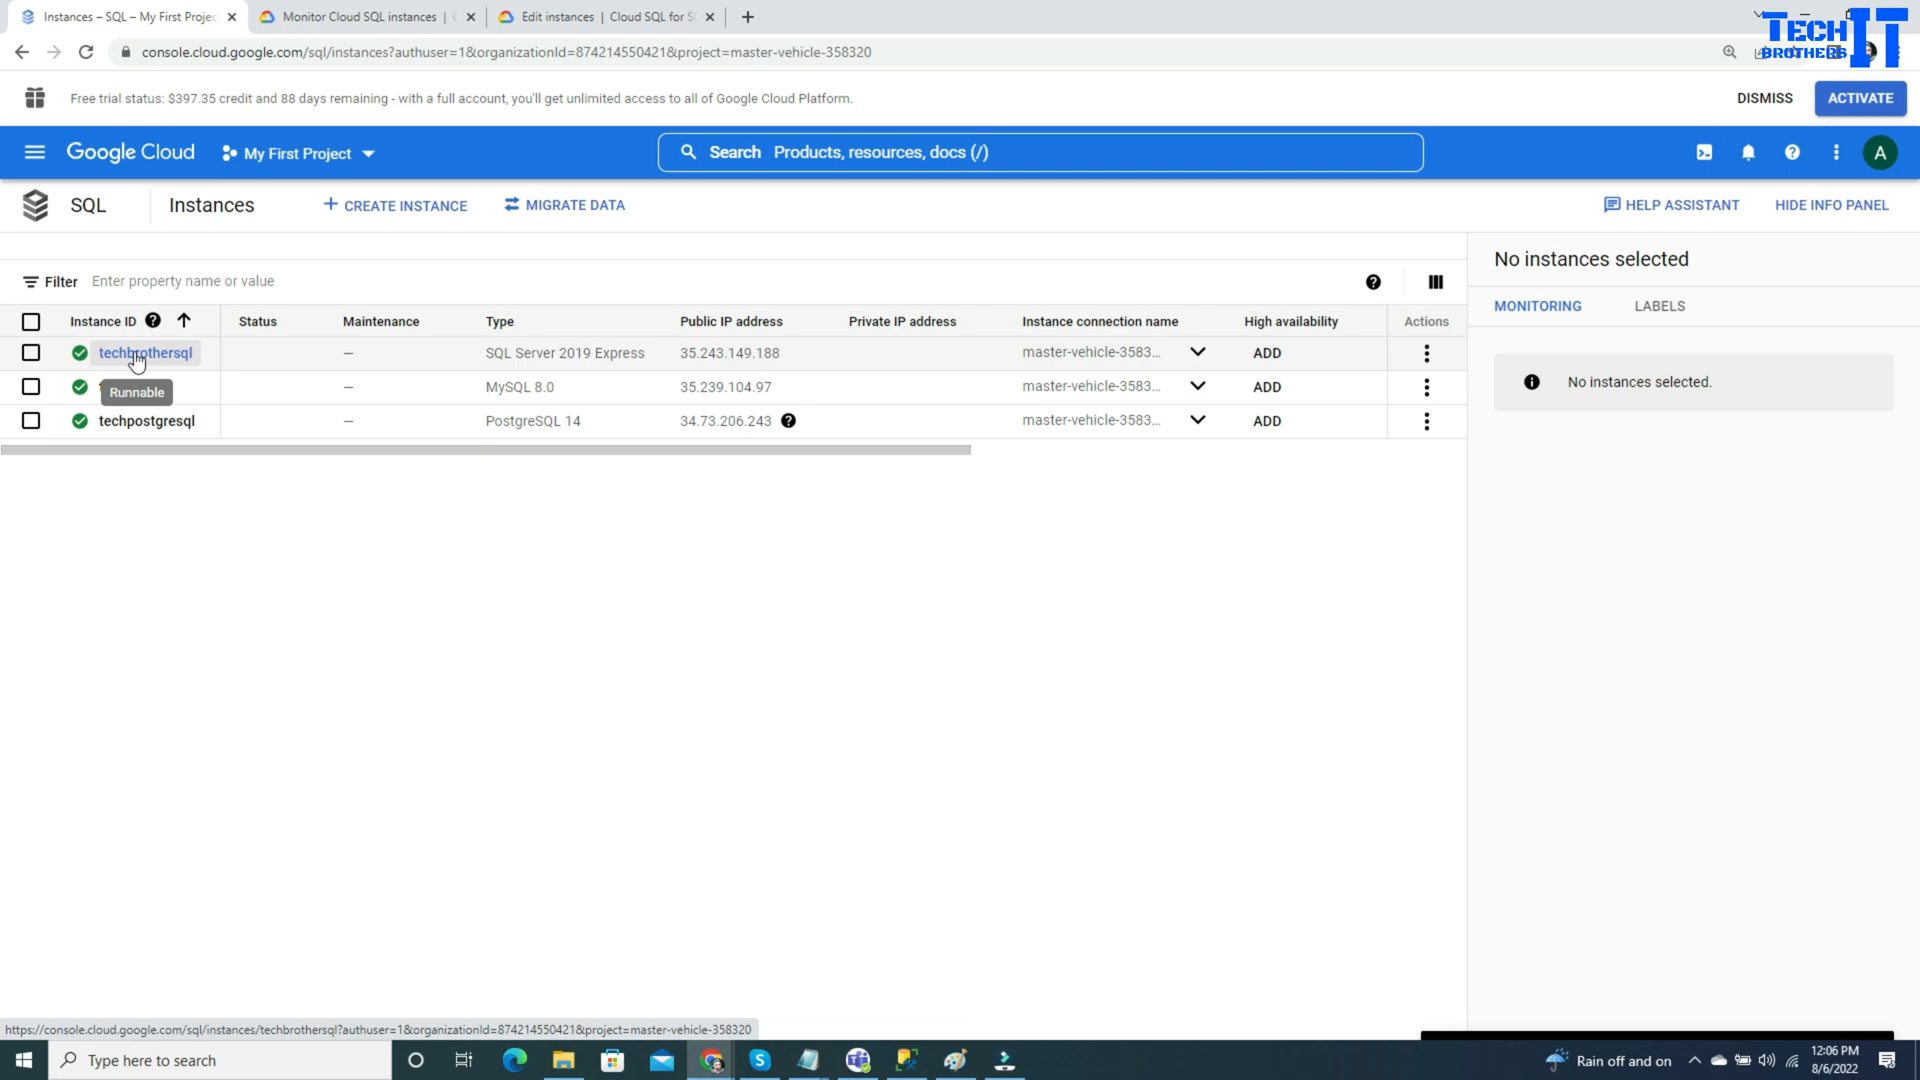 Instances – SQL – My First Projec
Monitor Cloud SQL instances |
Edit instances | Cloud SQL for S
TECH IT
BROTHERS
console.cloud.google.com/sql/instances?authuser=1&organizationId=874214550421&project=master-vehicle-358320
Free trial status: $397.35 credit and 88 days remaining - with a full account, you'll get unlimited access to all of Google Cloud Platform.
DISMISS
ACTIVATE
Google Cloud
My First Project
Search Products, resources, docs (/)
A
SQL
Instances
CREATE INSTANCE
MIGRATE DATA
HELP ASSISTANT
HIDE INFO PANEL
No instances selected
Filter Enter property name or value
MONITORING
LABELS
Instance ID Status Maintenance Type Public IP address Private IP address Instance connection name High availability Actions
techbrothersql – SQL Server 2019 Express 35.243.149.188 master-vehicle-3583... ADD
– MySQL 8.0 35.239.104.97 master-vehicle-3583... ADD
Runnable
techpostgresql – PostgreSQL 14 34.73.206.243 master-vehicle-3583... ADD
No instances selected.
https://console.cloud.google.com/sql/instances/techbrothersql?authuser=1&organizationId=874214550421&project=master-vehicle-358320
Type here to search
Rain off and on
12:06 PM
8/6/2022